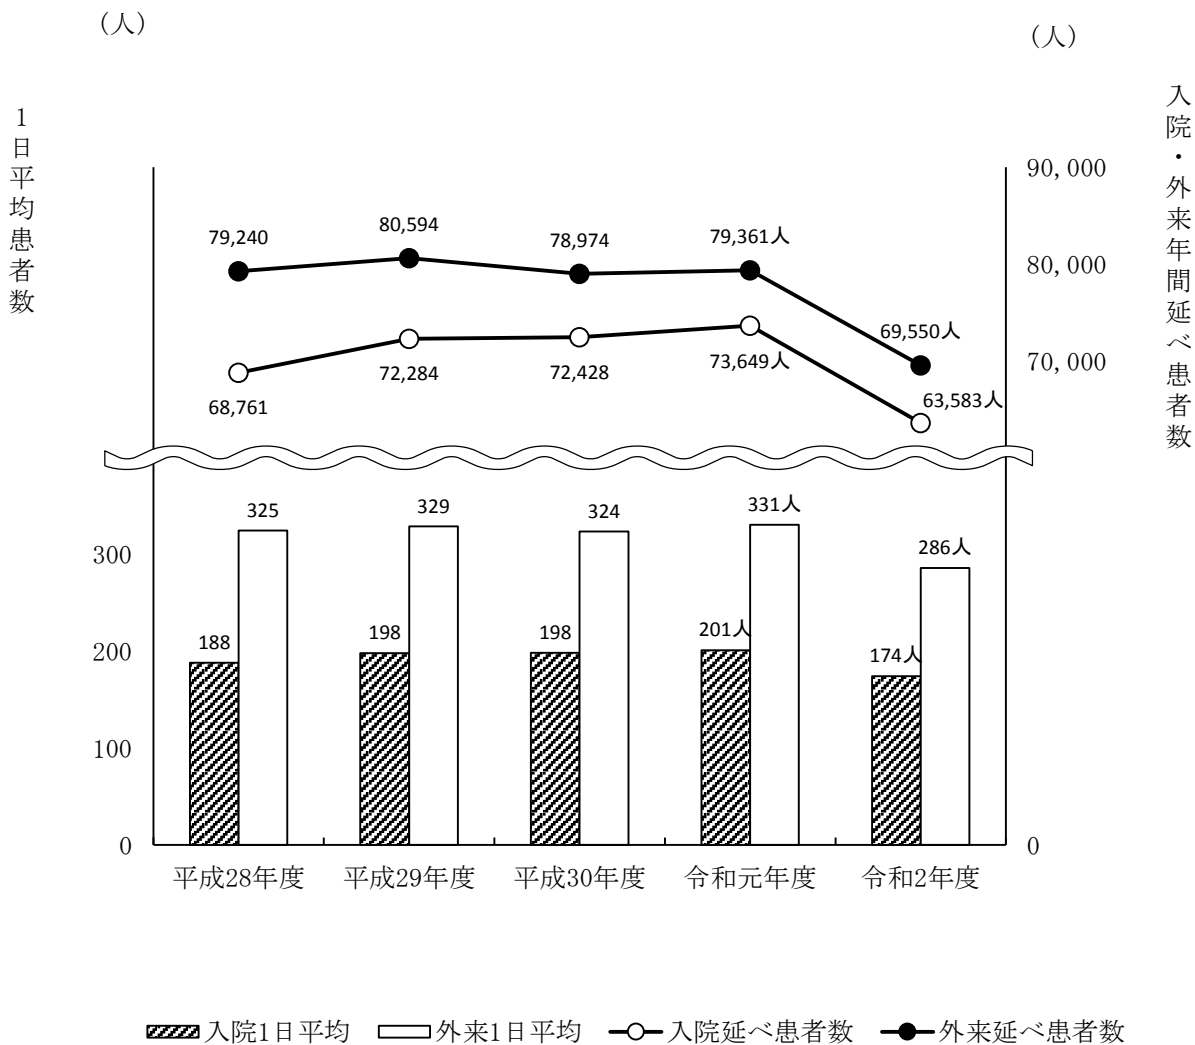 （人）
（人）
1日平均患者数
入院・外来年間延べ患者数
90,000
80,000
70,000
0
79,240
80,594
78,974
79,361人
69,550人
68,761
72,284
72,428
73,649人
63,583人
325
329
324
331人
286人
188
198
198
201人
174人
300
200
100
0
平成28年度 平成29年度 平成30年度 令和元年度 令和2年度
入院1日平均 外来1日平均 入院延べ患者数 外来延べ患者数